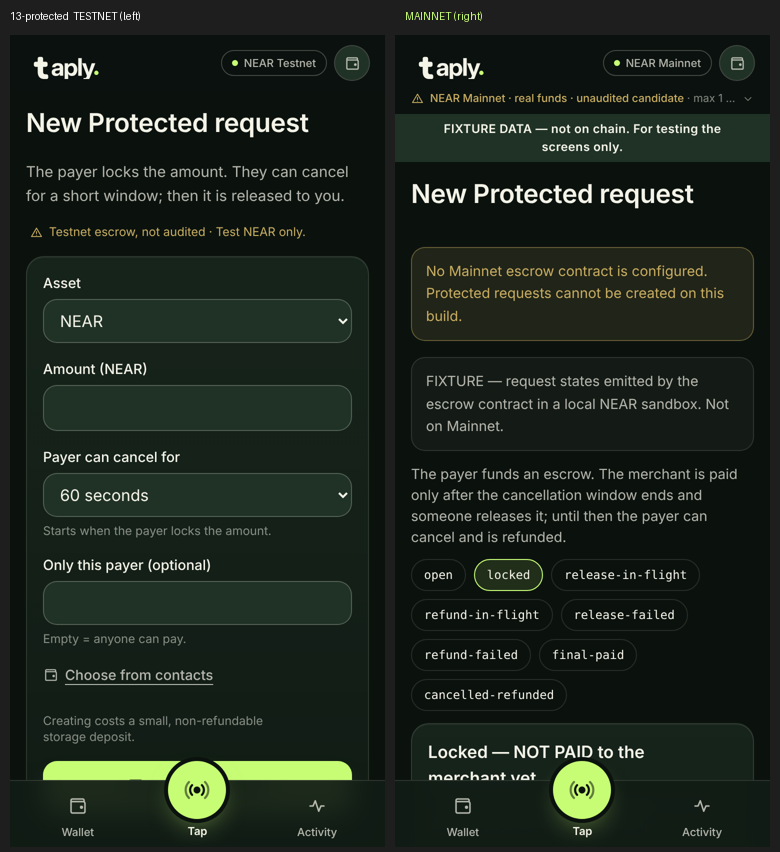 13-protected TESTNET (left)
taply.
NEAR Testnet
New Protected request
The payer locks the amount. They can cancel
for a short window; then it is released to you.
Testnet escrow, not audited · Test NEAR only.
Asset
NEAR
Amount (NEAR)
Payer can cancel for
60 seconds
Starts when the payer locks the amount.
Only this payer (optional)
Empty = anyone can pay.
Choose from contacts
Creating costs a small, non-refundable
storage deposit.
Wallet
Tap
Activity
MAINNET (right)
taply.
NEAR Mainnet
NEAR Mainnet · real funds · unaudited candidate · max 1 ...
FIXTURE DATA — not on chain. For testing the
screens only.
New Protected request
No Mainnet escrow contract is configured.
Protected requests cannot be created on this
build.
FIXTURE — request states emitted by the
escrow contract in a local NEAR sandbox. Not
on Mainnet.
The payer funds an escrow. The merchant is paid
only after the cancellation window ends and
someone releases it; until then the payer can
cancel and is refunded.
open
locked
release-in-flight
refund-in-flight
release-failed
refund-failed
final-paid
cancelled-refunded
Locked — NOT PAID to the
merchant yet
Wallet
Tap
Activity